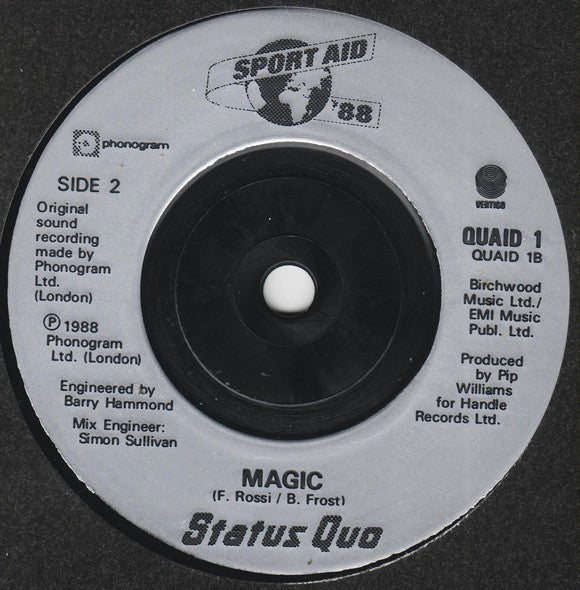 SPORT AID
'88
phonogram
SIDE 2
Original
sound
recording
made by
Phonogram
Ltd.
(London)
Ⓟ 1988
Phonogram
Ltd. (London)
Engineered by
Barry Hammond
Mix Engineer:
Simon Sullivan
VERTIGO
QUAID 1
QUAID 1B
Birchwood
Music Ltd./
EMI Music
Publ. Ltd.
Produced
by Pip
Williams
for Handle
Records Ltd.
MAGIC
(F. Rossi / B. Frost)
Status Quo